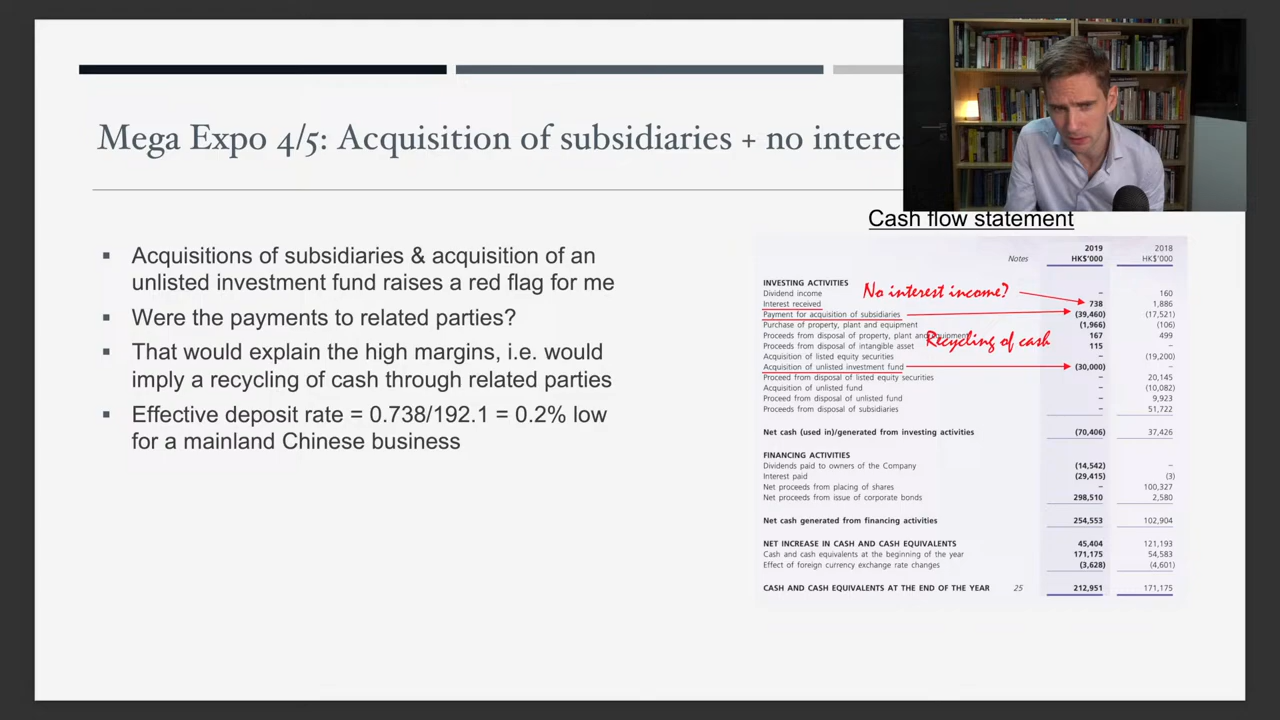 Mega Expo 4/5: Acquisition of subsidiaries + no intere
▪ Acquisitions of subsidiaries & acquisition of an
unlisted investment fund raises a red flag for me
▪ Were the payments to related parties?
▪ That would explain the high margins, i.e. would
imply a recycling of cash through related parties
▪ Effective deposit rate = 0.738/192.1 = 0.2% low
for a mainland Chinese business
Cash flow statement
2019 2018
Notes HK$'000 HK$'000
INVESTING ACTIVITIES
Dividend income – 160
No interest income?
Interest received 738 1,886
Payment for acquisition of subsidiaries (39,460) (17,521)
Purchase of property, plant and equipment (1,966) (106)
Proceeds from disposal of property, plant and equipment 167 499
Recycling of cash
Proceeds from disposal of intangible asset 115 –
Acquisition of listed equity securities – (19,200)
Acquisition of unlisted investment fund (30,000) –
Proceed from disposal of listed equity securities – 20,145
Acquisition of unlisted fund – (10,082)
Proceed from disposal of unlisted fund – 9,923
Proceeds from disposal of subsidiaries – 51,722
Net cash (used in)/generated from investing activities (70,406) 37,426
FINANCING ACTIVITIES
Dividends paid to owners of the Company (14,542) –
Interest paid (29,415) (3)
Net proceeds from placing of shares – 100,327
Net proceeds from issue of corporate bonds 298,510 2,580
Net cash generated from financing activities 254,553 102,904
NET INCREASE IN CASH AND CASH EQUIVALENTS 45,404 121,193
Cash and cash equivalents at the beginning of the year 171,175 54,583
Effect of foreign currency exchange rate changes (3,628) (4,601)
CASH AND CASH EQUIVALENTS AT THE END OF THE YEAR 25 212,951 171,175